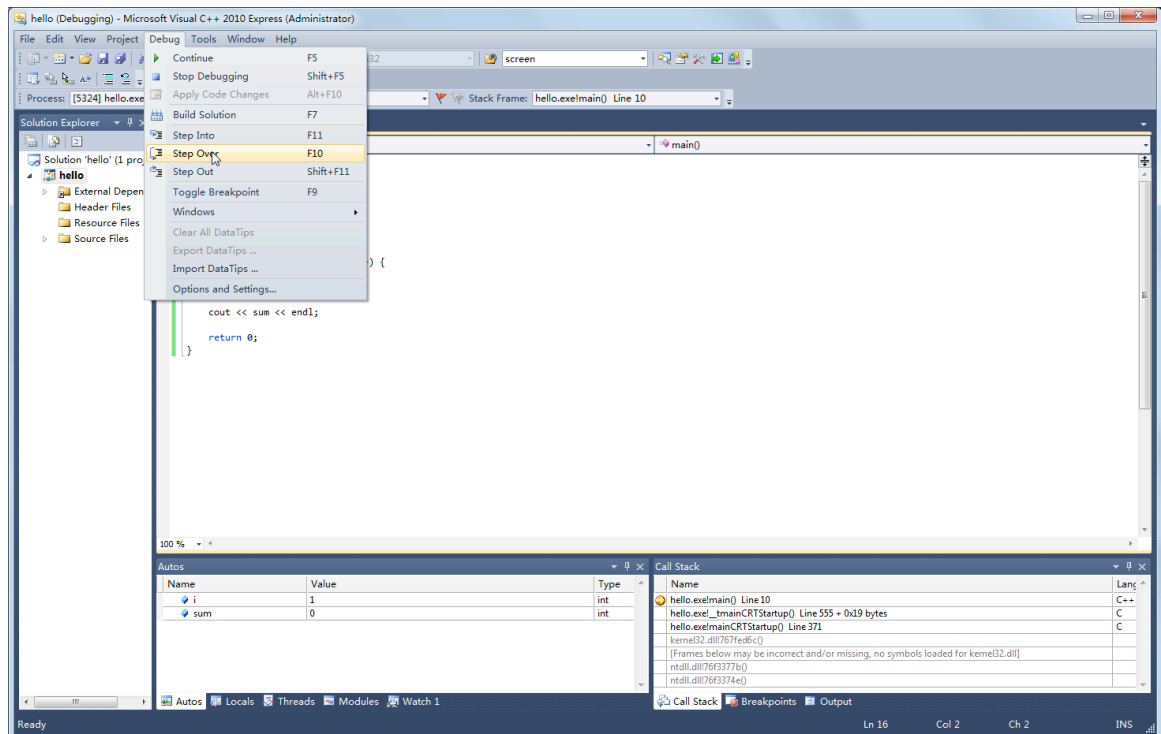 hello (Debugging) - Microsoft Visual C++ 2010 Express (Administrator)
File Edit View Project Debug Tools Window Help
screen
Process: [5324] hello.exe
Stack Frame: hello.exe!main() Line 10
Continue F5
Stop Debugging Shift+F5
Apply Code Changes Alt+F10
Build Solution F7
Step Into F11
Step Over F10
Step Out Shift+F11
Toggle Breakpoint F9
Windows
Clear All DataTips
Export DataTips ...
Import DataTips ...
Options and Settings...
Solution Explorer
Solution 'hello' (1 proj
hello
External Depen
Header Files
Resource Files
Source Files
main()
) {
cout << sum << endl;
return 0;
}
100 %
Autos
Name Value Type
i 1 int
sum 0 int
Autos Locals Threads Modules Watch 1
Call Stack
Name Lang
hello.exe!main() Line 10 C++
hello.exe!__tmainCRTStartup() Line 555 + 0x19 bytes C
hello.exe!mainCRTStartup() Line 371 C
kernel32.dll!767fed6c()
[Frames below may be incorrect and/or missing, no symbols loaded for kernel32.dll]
ntdll.dll!76f3377b()
ntdll.dll!76f3374e()
Call Stack Breakpoints Output
Ready Ln 16 Col 2 Ch 2 INS